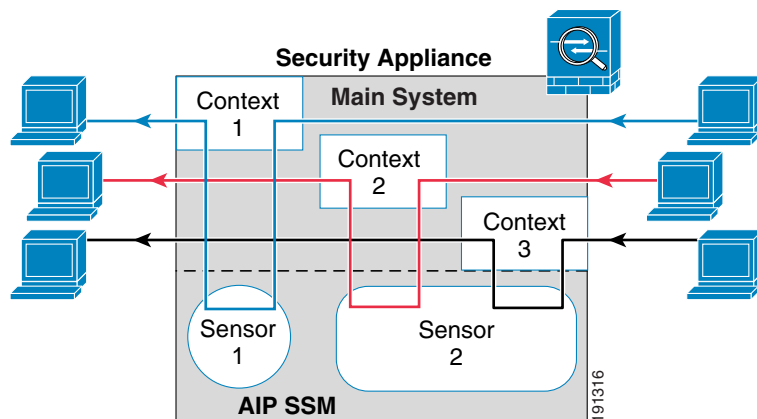 Security Appliance
Main System
Context
1
Context
2
Context
3
Sensor
1
Sensor
2
AIP SSM
191316